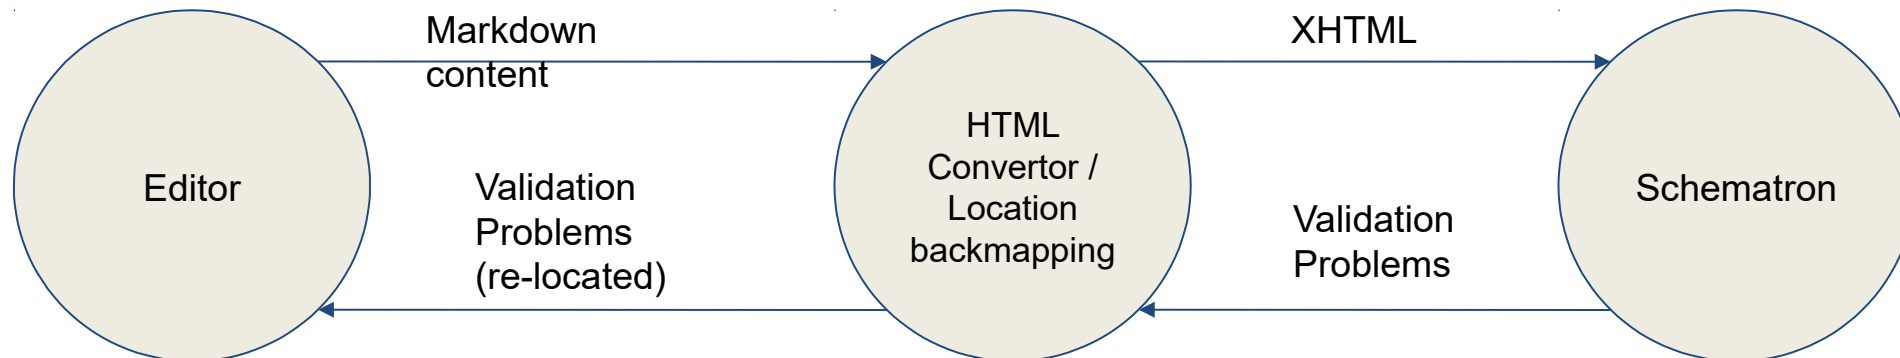 Markdown
content
XHTML
Editor
HTML
Convertor /
Location
backmapping
Schematron
Validation
Problems
(re-located)
Validation
Problems